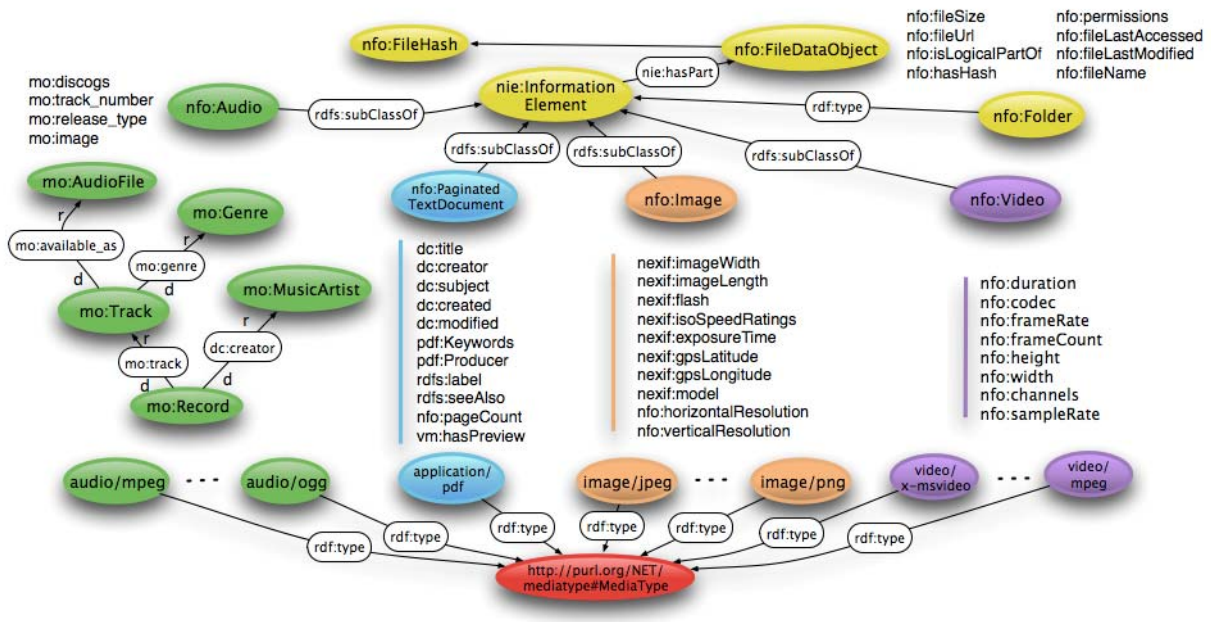 nfo:fileSize
nfo:fileUrl
nfo:isLogicalPartOf
nfo:hasHash
nfo:permissions
nfo:fileLastAccessed
nfo:fileLastModified
nfo:fileName
nfo:FileHash
nfo:FileDataObject
nie:hasPart
mo:discogs
mo:track_number
mo:release_type
mo:image
nfo:Audio
rdfs:subClassOf
nie:Information
Element
rdf:type
nfo:Folder
rdfs:subClassOf
rdfs:subClassOf
rdfs:subClassOf
mo:AudioFile
nfo:Paginated
TextDocument
nfo:Image
nfo:Video
r
mo:Genre
mo:available_as
r
mo:genre
d
d
mo:Track
mo:MusicArtist
r
r
mo:track
dc:creator
d
d
mo:Record
dc:title
dc:creator
dc:subject
dc:created
dc:modified
pdf:Keywords
pdf:Producer
rdfs:label
rdfs:seeAlso
nfo:pageCount
vm:hasPreview
nexif:imageWidth
nexif:imageLength
nexif:flash
nexif:isoSpeedRatings
nexif:exposureTime
nexif:gpsLatitude
nexif:gpsLongitude
nexif:model
nfo:horizontalResolution
nfo:verticalResolution
nfo:duration
nfo:codec
nfo:frameRate
nfo:frameCount
nfo:height
nfo:width
nfo:channels
nfo:sampleRate
audio/mpeg
...
audio/ogg
application/
pdf
image/jpeg
...
image/png
video/
x-msvideo
...
video/
mpeg
rdf:type
rdf:type
rdf:type
rdf:type
rdf:type
rdf:type
rdf:type
http://purl.org/NET/
mediatype#MediaType